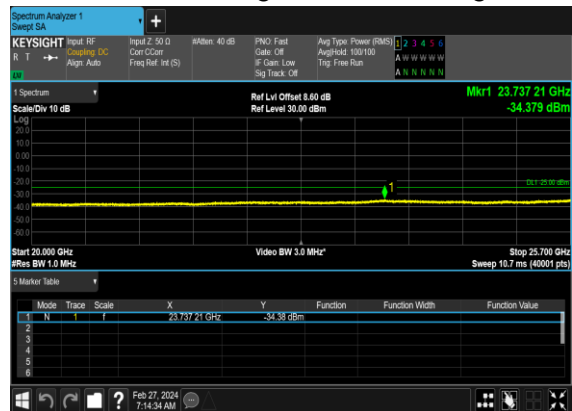 Spectrum Analyzer 1
Swept SA
+
KEYSIGHT Input: RF Input Z: 50 Ω #Atten: 40 dB PNO: Fast Avg Type: Power (RMS) 1 2 3 4 5 6
R T Coupling: DC Corr CCorr Gate: Off Avg|Hold: 100/100 A W W W W W
Align: Auto Freq Ref: Int (S) IF Gain: Low Trig: Free Run
Sig Track: Off A N N N N N
1 Spectrum Ref Lvl Offset 8.60 dB Mkr1 23.737 21 GHz
Scale/Div 10 dB Ref Level 30.00 dBm -34.379 dBm
Log
20.0
10.0
0.00
-10.0
-20.0
-30.0
-40.0
-50.0
-60.0
1
Start 20.000 GHz Video BW 3.0 MHz* Stop 25.700 GHz
#Res BW 1.0 MHz Sweep 10.7 ms (40001 pts)
5 Marker Table
Mode Trace Scale X Y Function Function Width Function Value
1 N 1 f 23.737 21 GHz -34.38 dBm
2
3
4
5
6
? Feb 27, 2024
7:14:34 AM